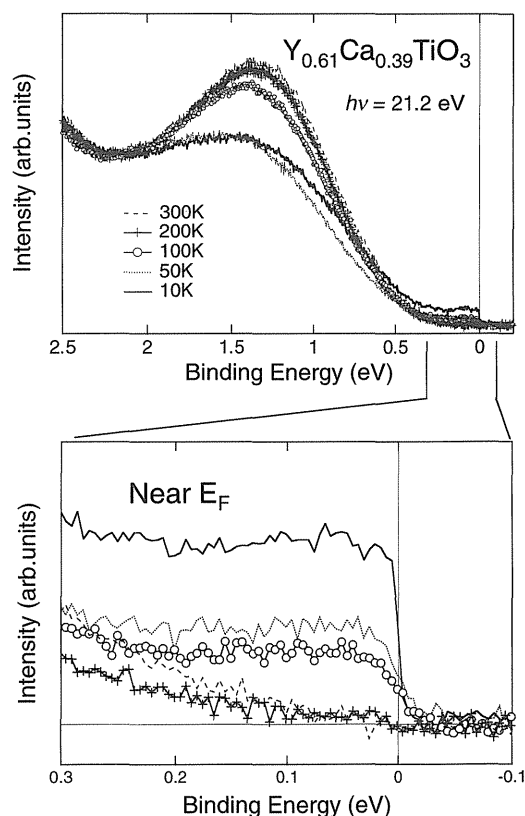 Y0.61Ca0.39TiO3
hν = 21.2 eV
Intensity (arb.units)
300K
200K
100K
50K
10K
2.5 2 1.5 1 0.5 0
Binding Energy (eV)
Near EF
Intensity (arb.units)
0.3 0.2 0.1 0 -0.1
Binding Energy (eV)